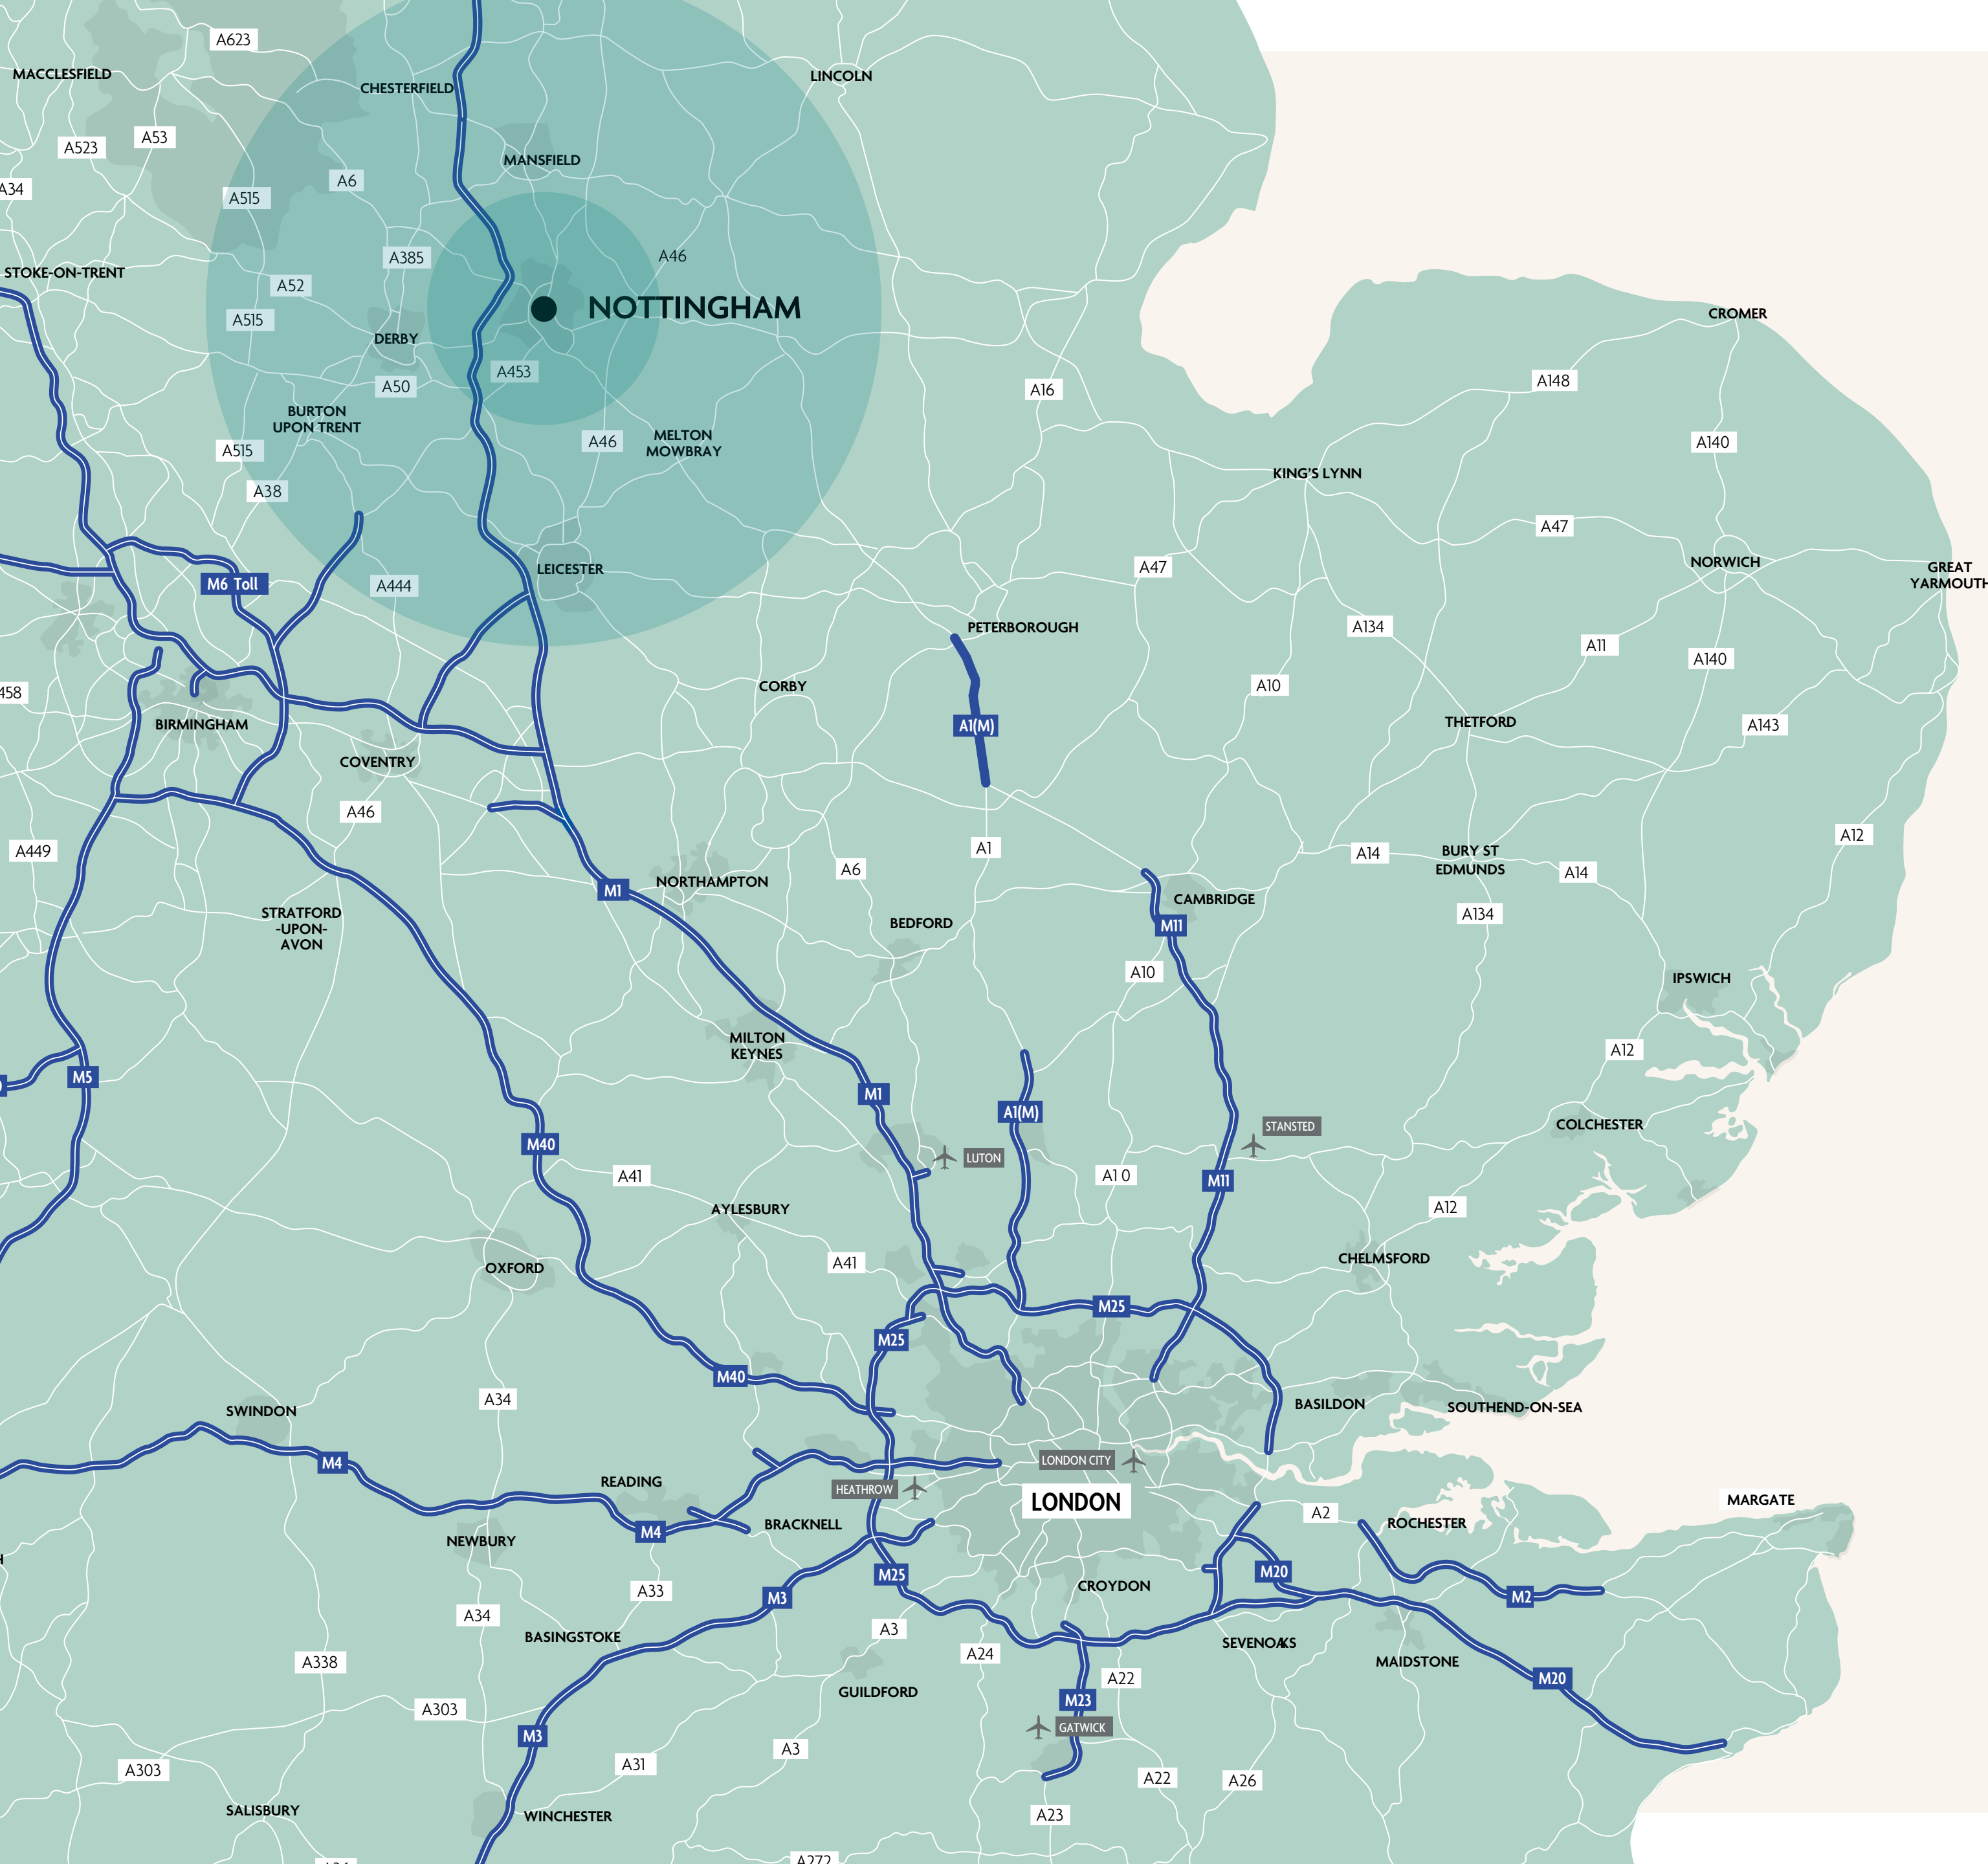 A623
MACCLESFIELD
CHESTERFIELD
LINCOLN
A523
A53
MANSFIELD
A34
A6
A515
A385
A46
STOKE-ON-TRENT
A52
NOTTINGHAM
CROMER
A515
DERBY
A453
A50
A16
A148
BURTON
UPON TRENT
A46
MELTON
MOWBRAY
A140
A515
KING'S LYNN
A38
A47
NORWICH
GREAT
YARMOUTH
M6 Toll
A444
LEICESTER
A47
PETERBOROUGH
A134
A11
A140
458
CORBY
A10
BIRMINGHAM
A1(M)
THETFORD
A143
COVENTRY
A46
A12
A449
A1
A14
BURY ST
EDMUNDS
A6
A14
M1
NORTHAMPTON
CAMBRIDGE
STRATFORD
-UPON-
AVON
BEDFORD
M11
A134
A10
IPSWICH
MILTON
KEYNES
A12
M5
M1
A1(M)
STANSTED
COLCHESTER
M40
LUTON
A41
A1 0
M11
AYLESBURY
A12
OXFORD
A41
CHELMSFORD
M25
M25
M40
A34
SWINDON
BASILDON
SOUTHEND-ON-SEA
M4
LONDON CITY
READING
HEATHROW
LONDON
MARGATE
M4
BRACKNELL
A2
ROCHESTER
NEWBURY
M25
M20
A33
M3
CROYDON
M2
A34
A3
BASINGSTOKE
A24
SEVENOAKS
A338
MAIDSTONE
A22
M20
GUILDFORD
A303
M23
GATWICK
M3
A303
A31
A3
A22
A26
SALISBURY
WINCHESTER
A23
A272